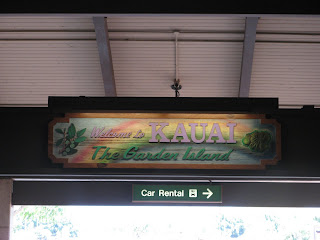 Welcome to KAUAI
The Garden Island
Car Rental